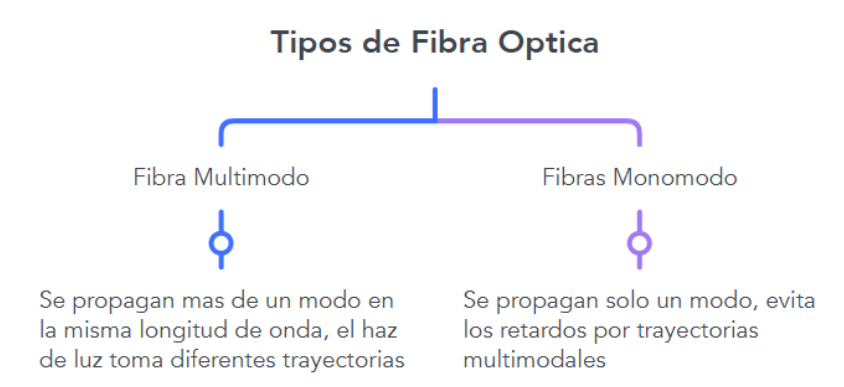 Tipos de Fibra Optica
Fibra Multimodo
Fibras Monomodo
Se propagan mas de un modo en
la misma longitud de onda, el haz
de luz toma diferentes trayectorias
Se propagan solo un modo, evita
los retardos por trayectorias
multimodales